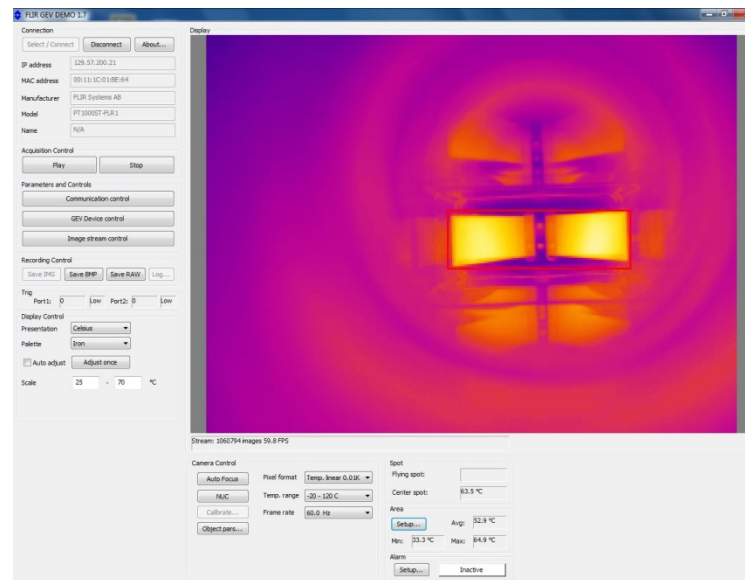 FLIR GEV DEMO 1.7
Connection
Select / Connect Disconnect About...
IP address 129.57.200.21
MAC address 00:11:1C:01:BE:64
Manufacturer FLIR Systems AB
Model PT1000ST-FLR1
Name N/A
Acquisition Control
Play Stop
Parameters and Controls
Communication control
GEV Device control
Image stream control
Recording Control
Save IMG Save BMP Save RAW Log...
Trig
Port1: 0 Low Port2: 0 Low
Display Control
Presentation Celsius
Palette Iron
Auto adjust Adjust once
Scale 25 - 70 °C
Display
Stream: 1060794 images 59.8 FPS
Camera Control
Auto Focus Pixel format Temp. linear 0.01K
NUC Temp. range -20 - 120 C
Calibrate... Frame rate 60.0 Hz
Object pars...
Spot
Flying spot:
Center spot: 63.5 °C
Area
Setup... Avg: 52.9 °C
Min: 33.3 °C Max: 64.9 °C
Alarm
Setup... Inactive